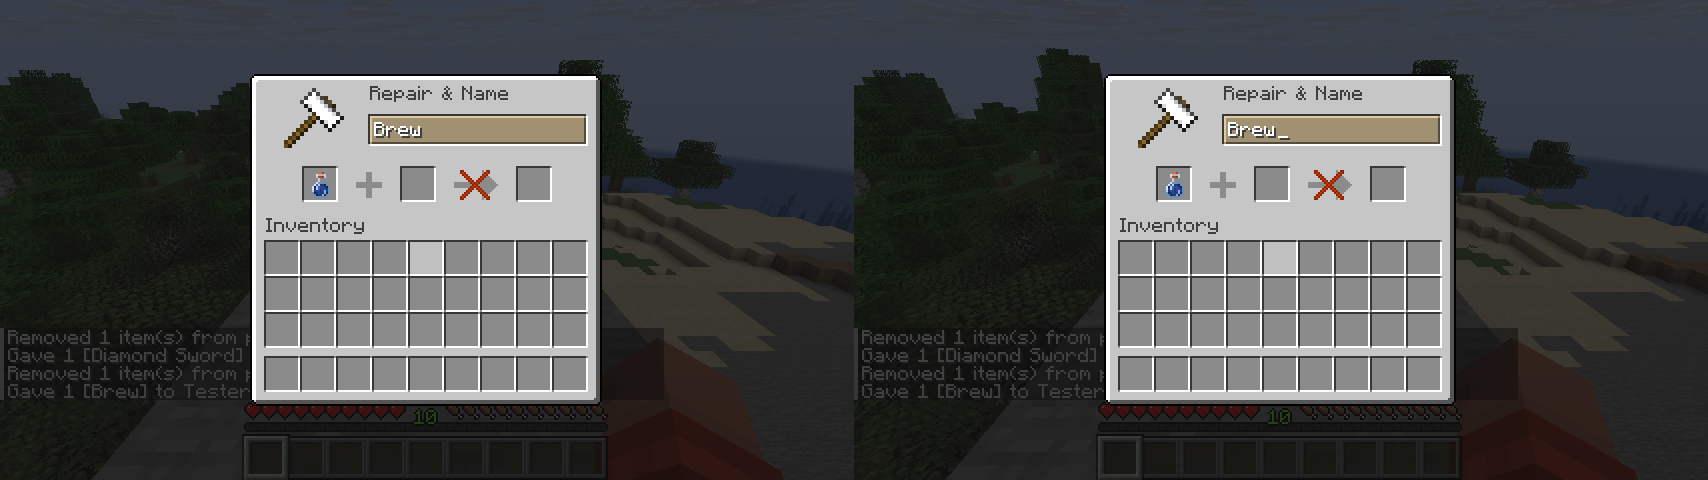 Repair & Name
Brew
Inventory
Removed 1 item(s) from
Gave 1 [Diamond Sword]
Removed 1 item(s) from
Gave 1 [Brew] to Tester
10
Repair & Name
Brew_
Inventory
Removed 1 item(s) from
Gave 1 [Diamond Sword]
Removed 1 item(s) from
Gave 1 [Brew] to Tester
10